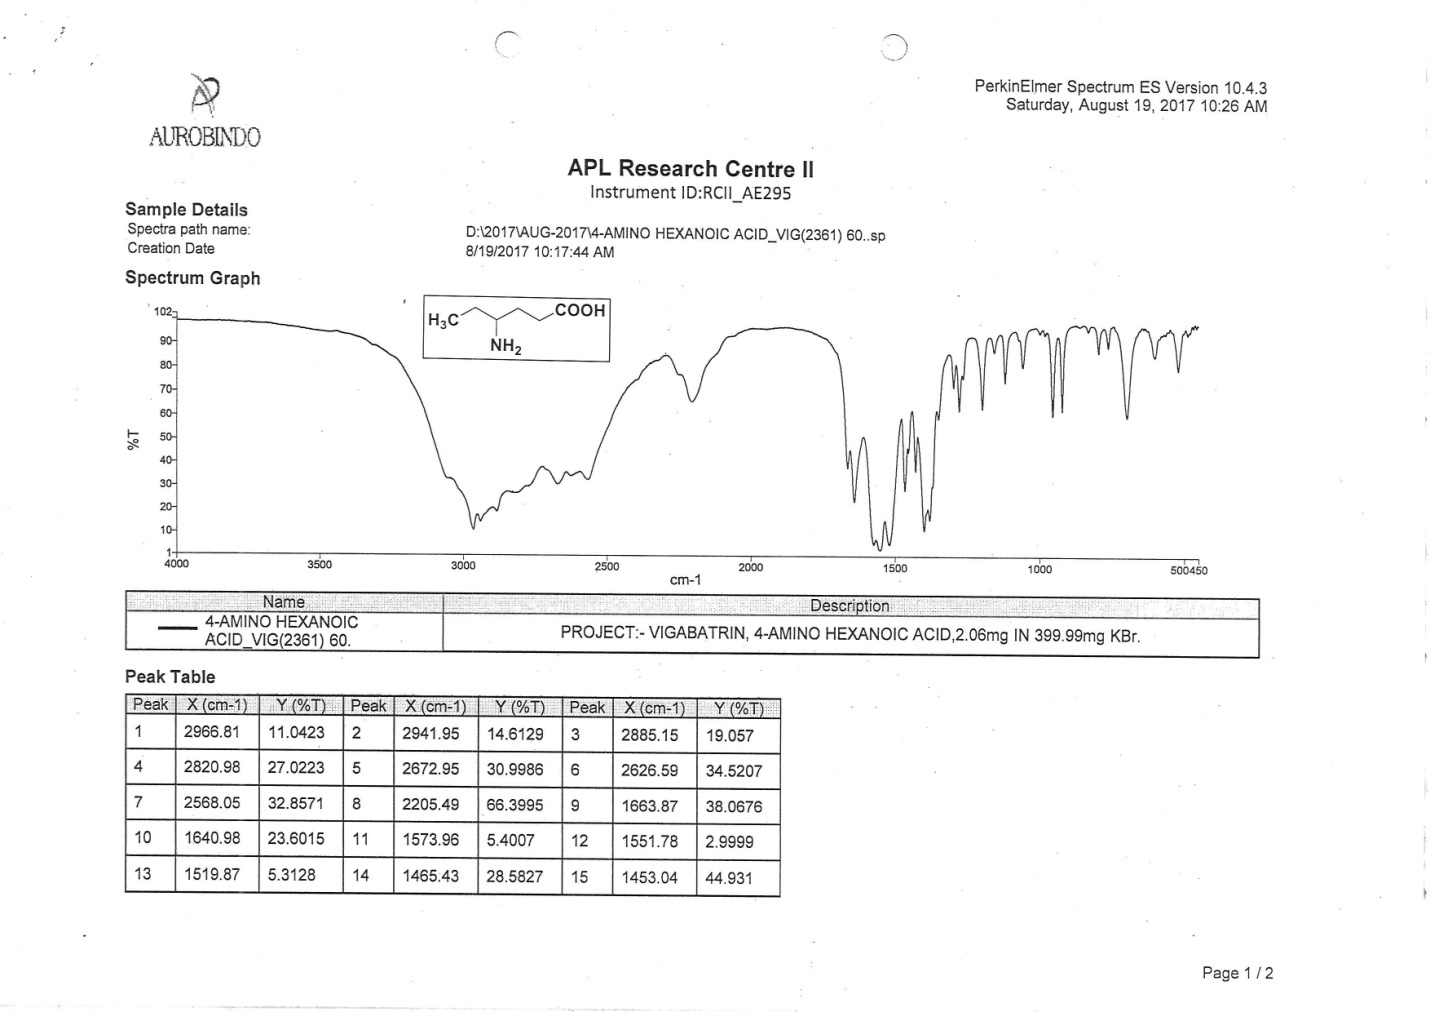 PerkinElmer Spectrum ES Version 10.4.3
Saturday, August 19, 2017 10:26 AM
AUROBINDO
APL Research Centre II
Instrument ID:RCII_AE295
Sample Details
Spectra path name: D:\2017\AUG-2017\4-AMINO HEXANOIC ACID_VIG(2361) 60..sp
Creation Date 8/19/2017 10:17:44 AM
Spectrum Graph
H3C COOH
NH2
102
90
80
70
60
50
40
30
20
10
1
%T
4000 3500 3000 2500 2000 1500 1000 500450
cm-1
Name Description
4-AMINO HEXANOIC
ACID_VIG(2361) 60.
PROJECT:- VIGABATRIN, 4-AMINO HEXANOIC ACID,2.06mg IN 399.99mg KBr.
Peak Table
Peak X (cm-1) Y (%T) Peak X (cm-1) Y (%T) Peak X (cm-1) Y (%T)
1 2966.81 11.0423 2 2941.95 14.6129 3 2885.15 19.057
4 2820.98 27.0223 5 2672.95 30.9986 6 2626.59 34.5207
7 2568.05 32.8571 8 2205.49 66.3995 9 1663.87 38.0676
10 1640.98 23.6015 11 1573.96 5.4007 12 1551.78 2.9999
13 1519.87 5.3128 14 1465.43 28.5827 15 1453.04 44.931
Page 1 / 2